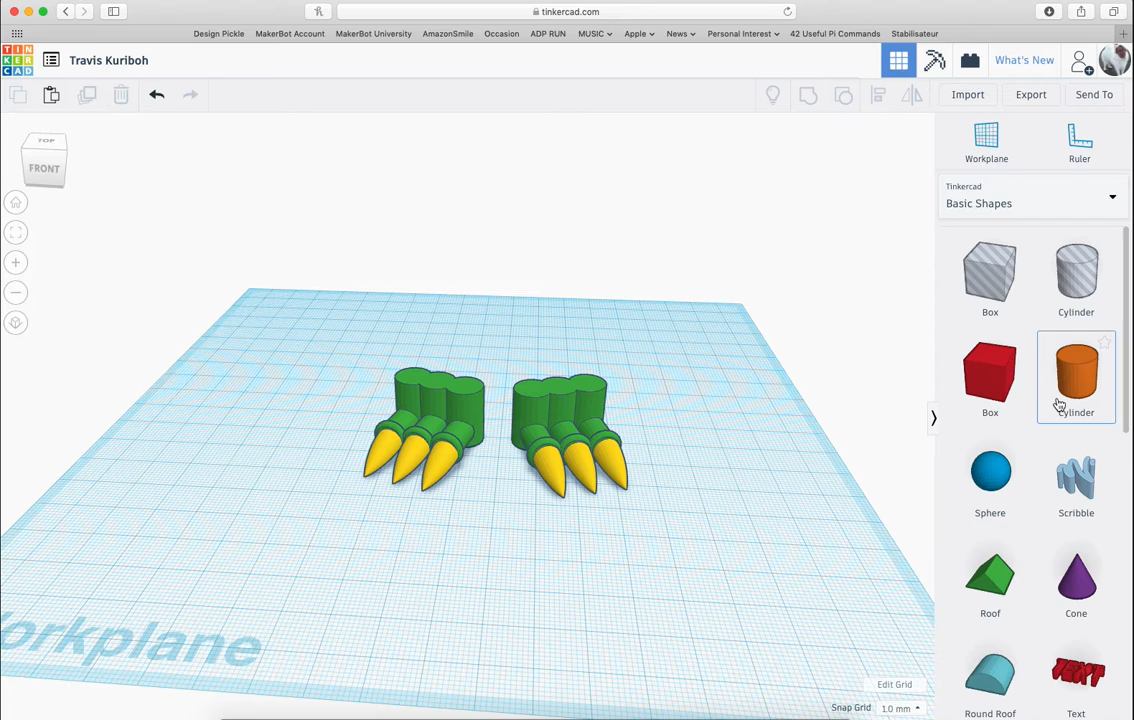 tinkercad.com
Design Pickle MakerBot Account MakerBot University AmazonSmile Occasion ADP RUN MUSIC Apple News Personal Interest 42 Useful Pi Commands Stabilisateur
TIN
KER
CAD
Travis Kuriboh
What's New
Import Export Send To
TOP
FRONT
Workplane Ruler
Tinkercad
Basic Shapes
Box Cylinder
Box Cylinder
Sphere Scribble
Roof Cone
TEXT
Round Roof Text
Workplane
Edit Grid
Snap Grid 1.0 mm